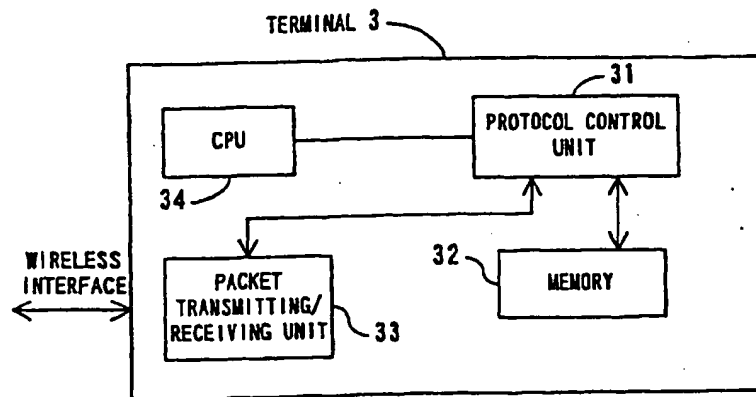 TERMINAL 3
31
CPU
PROTOCOL CONTROL
UNIT
34
WIRELESS
INTERFACE
PACKET
TRANSMITTING/
RECEIVING UNIT
33
32
MEMORY